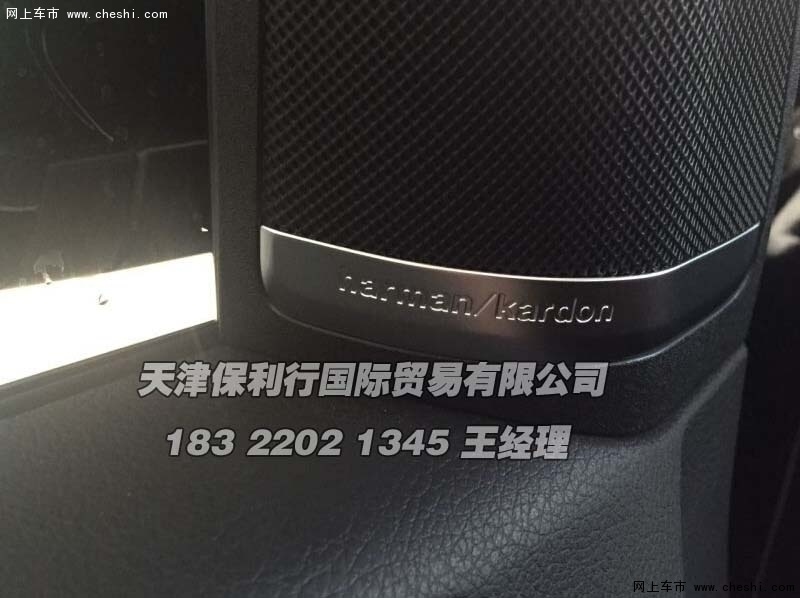 网上车市 www.cheshi.com
harman/kardon
天津保利行国际贸易有限公司
183 2202 1345 王经理
网上车市 www.cheshi.com